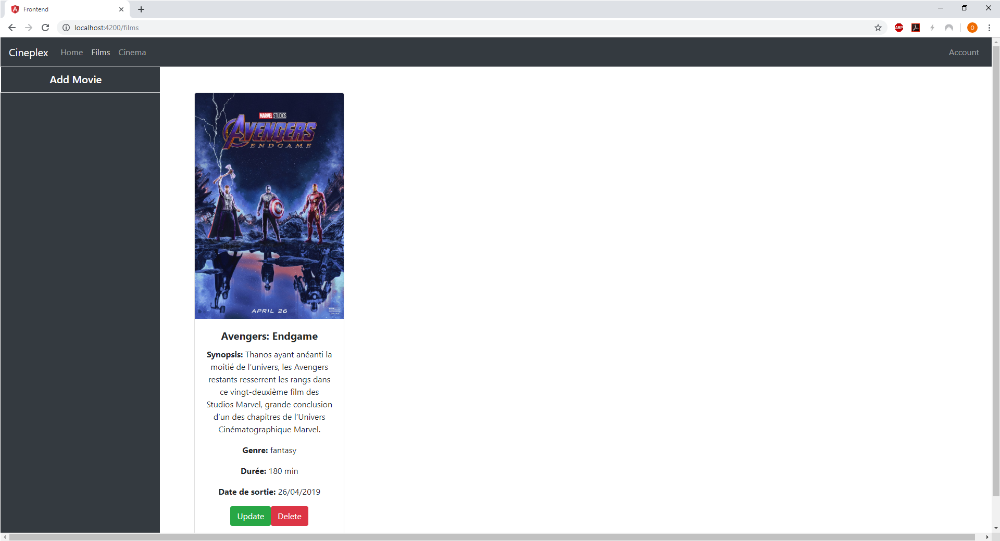 Frontend
localhost:4200/films
ABP
O
Cineplex Home Films Cinema Account
Add Movie
MARVEL STUDIOS
AVENGERS
ENDGAME
APRIL 26
Avengers: Endgame
Synopsis: Thanos ayant anéanti la
moitié de l'univers, les Avengers
restants resserrent les rangs dans
ce vingt-deuxième film des
Studios Marvel, grande conclusion
d'un des chapitres de l'Univers
Cinématographique Marvel.
Genre: fantasy
Durée: 180 min
Date de sortie: 26/04/2019
Update Delete